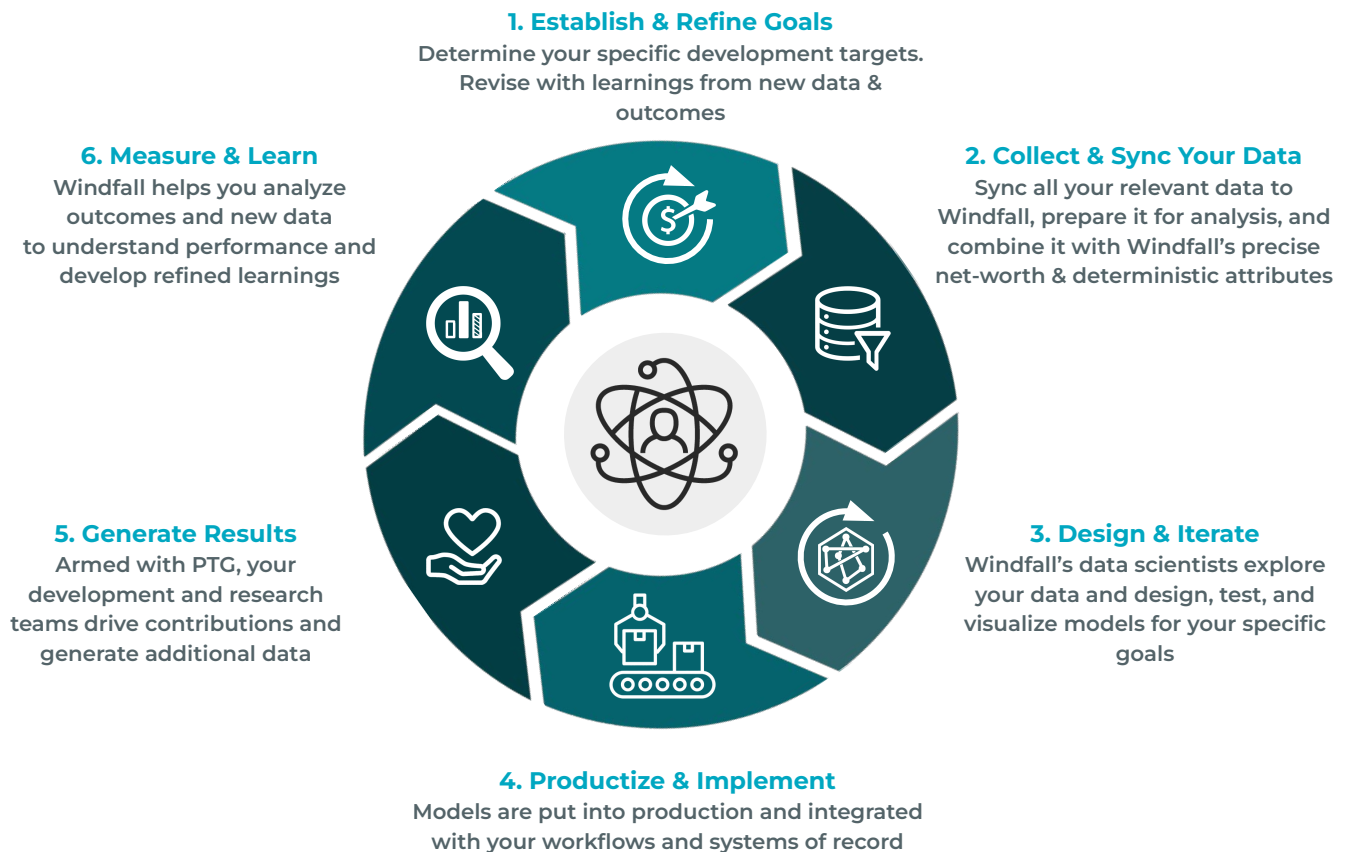 1. Establish & Refine Goals
Determine your specific development targets.
Revise with learnings from new data &
outcomes
2. Collect & Sync Your Data
Sync all your relevant data to
Windfall, prepare it for analysis, and
combine it with Windfall's precise
net-worth & deterministic attributes
3. Design & Iterate
Windfall's data scientists explore
your data and design, test, and
visualize models for your specific
goals
4. Productize & Implement
Models are put into production and integrated
with your workflows and systems of record
5. Generate Results
Armed with PTG, your
development and research
teams drive contributions and
generate additional data
6. Measure & Learn
Windfall helps you analyze
outcomes and new data
to understand performance and
develop refined learnings
$